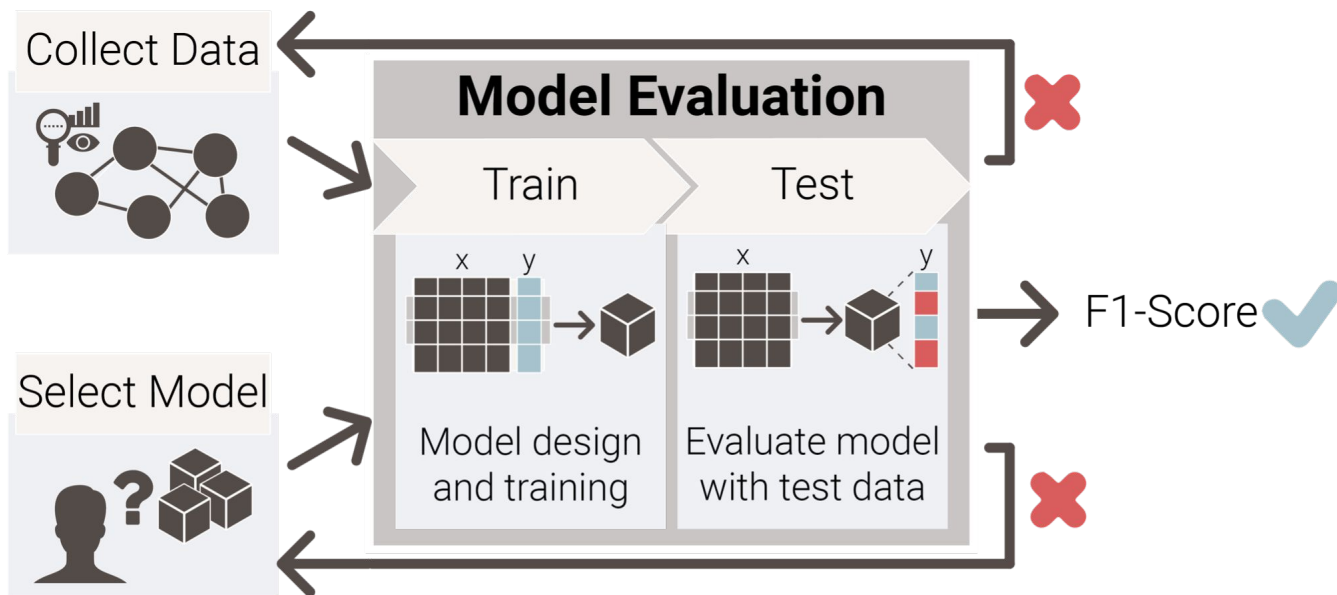 Collect Data
Model Evaluation
Train
Test
x
y
x
y
F1-Score
Select Model
?
Model design
and training
Evaluate model
with test data